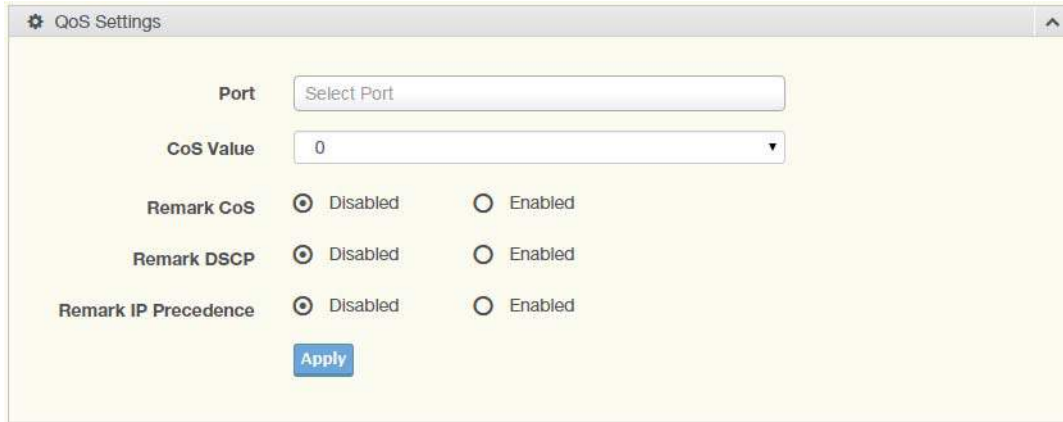 QoS Settings
Port Select Port
CoS Value 0
Remark CoS Disabled Enabled
Remark DSCP Disabled Enabled
Remark IP Precedence Disabled Enabled
Apply